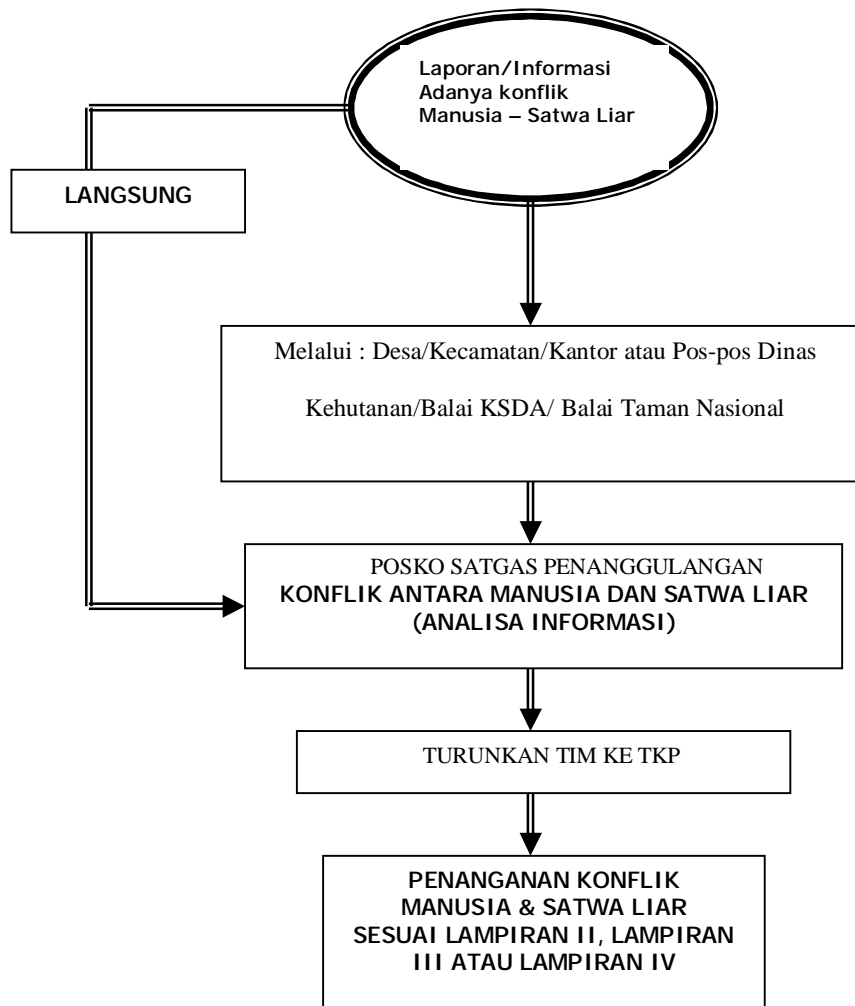 Laporan/Informasi
Adanya konflik
Manusia – Satwa Liar
LANGSUNG
Melalui : Desa/Kecamatan/Kantor atau Pos-pos Dinas
Kehutanan/Balai KSDA/ Balai Taman Nasional
POSKO SATGAS PENANGGULANGAN
KONFLIK ANTARA MANUSIA DAN SATWA LIAR
(ANALISA INFORMASI)
TURUNKAN TIM KE TKP
PENANGANAN KONFLIK
MANUSIA & SATWA LIAR
SESUAI LAMPIRAN II, LAMPIRAN
III ATAU LAMPIRAN IV